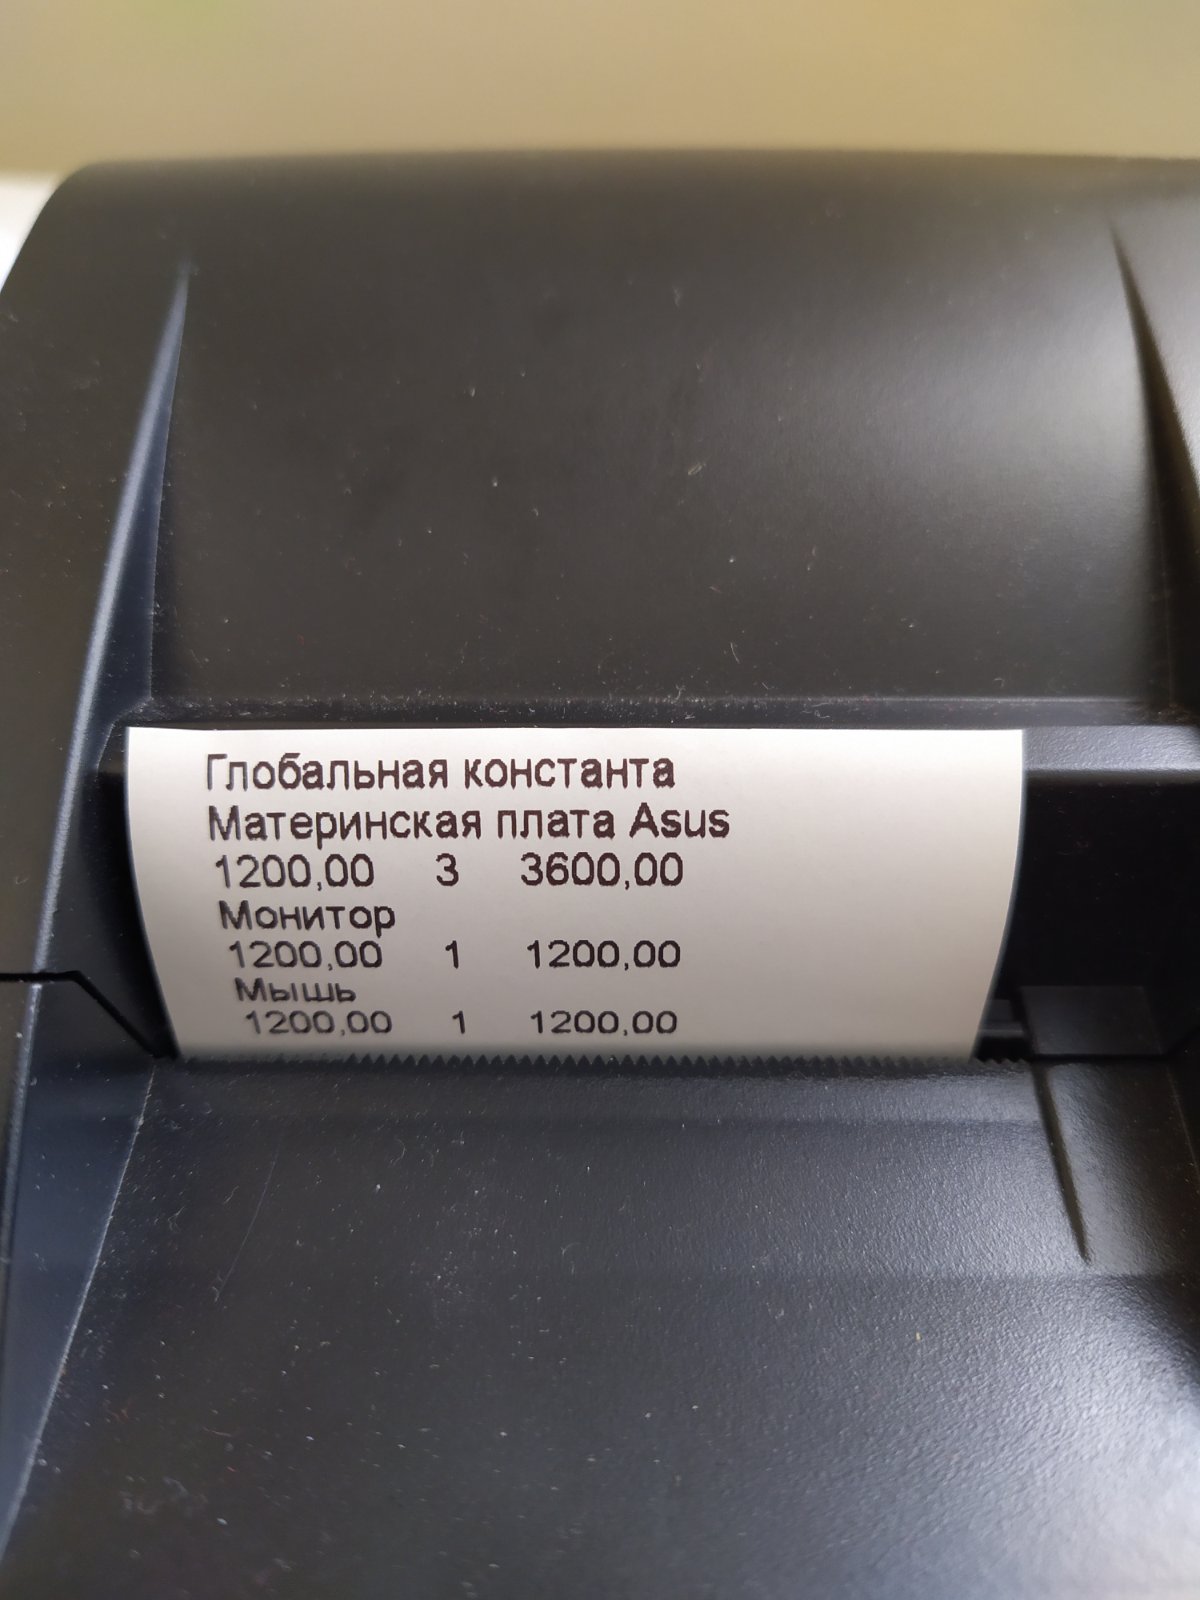 Глобальная константа
Материнская плата Asus
1200,00 3 3600,00
Монитор
1200,00 1 1200,00
Мышь
1200,00 1 1200,00